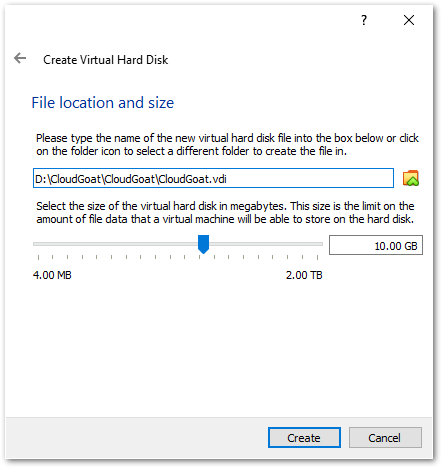 ?
Create Virtual Hard Disk
File location and size
Please type the name of the new virtual hard disk file into the box below or click
on the folder icon to select a different folder to create the file in.
D:\CloudGoat\CloudGoat\CloudGoat.vdi
Select the size of the virtual hard disk in megabytes. This size is the limit on the
amount of file data that a virtual machine will be able to store on the hard disk.
10.00 GB
4.00 MB 2.00 TB
Create Cancel